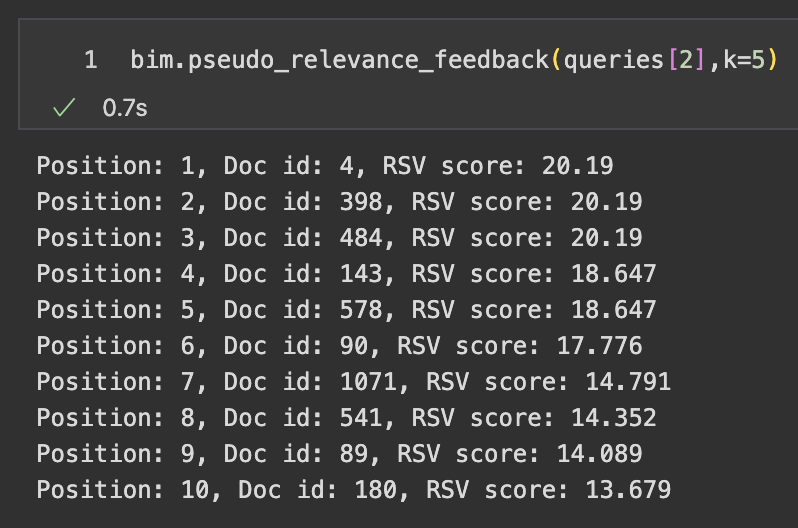 1 bim.pseudo_relevance_feedback(queries[2],k=5)
✓ 0.7s
Position: 1, Doc id: 4, RSV score: 20.19
Position: 2, Doc id: 398, RSV score: 20.19
Position: 3, Doc id: 484, RSV score: 20.19
Position: 4, Doc id: 143, RSV score: 18.647
Position: 5, Doc id: 578, RSV score: 18.647
Position: 6, Doc id: 90, RSV score: 17.776
Position: 7, Doc id: 1071, RSV score: 14.791
Position: 8, Doc id: 541, RSV score: 14.352
Position: 9, Doc id: 89, RSV score: 14.089
Position: 10, Doc id: 180, RSV score: 13.679